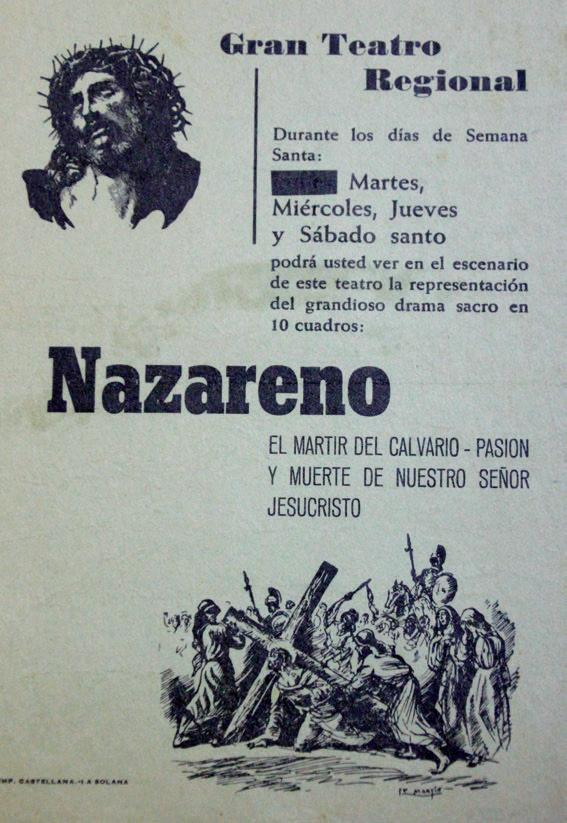 Gran Teatro
Regional
Durante los días de Semana
Santa:
Martes,
Miércoles, Jueves
y Sábado santo
podrá usted ver en el escenario
de este teatro la representación
del grandioso drama sacro en
10 cuadros:
Nazareno
EL MARTIR DEL CALVARIO - PASION
Y MUERTE DE NUESTRO SEÑOR
JESUCRISTO
IMP. CASTELLANA.-LA SOLANA